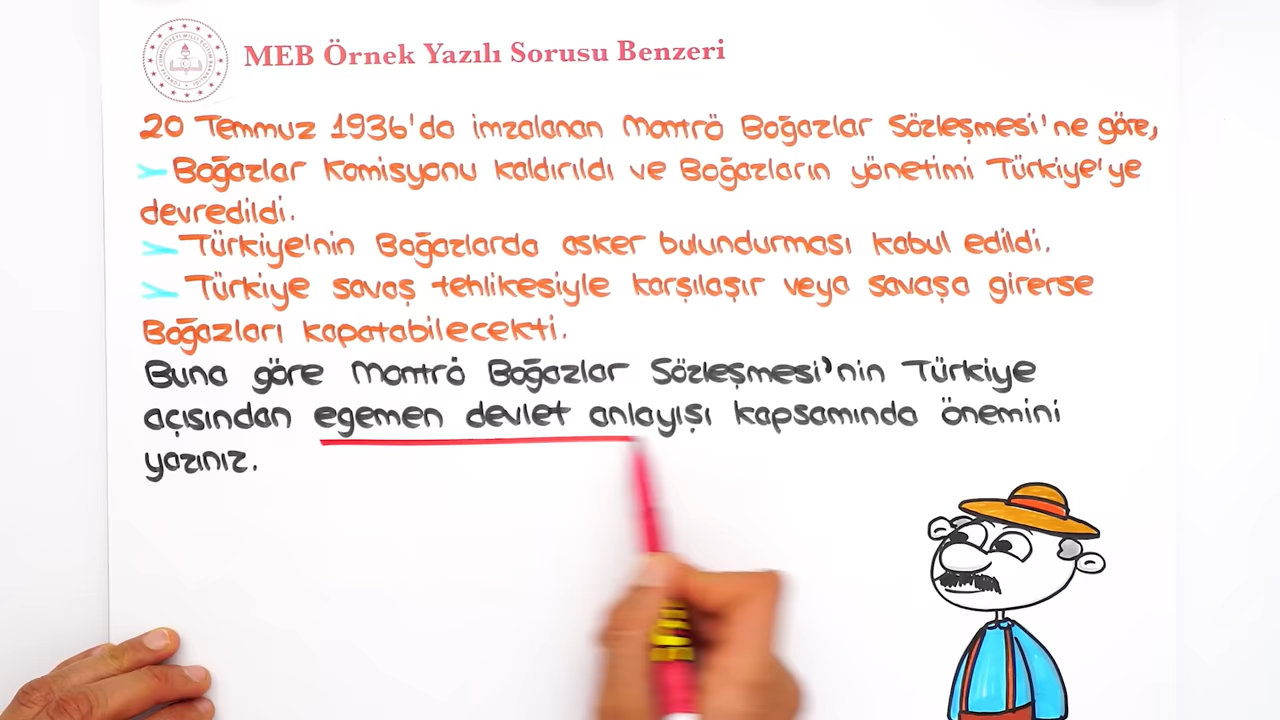 MEB Örnek Yazılı Sorusu Benzeri
20 Temmuz 1936'da imzalanan Montrö Boğazlar Sözleşmesi'ne göre,
Boğazlar Komisyonu kaldırıldı ve Boğazların yönetimi Türkiye'ye
devredildi.
Türkiye'nin Boğazlarda asker bulundurması kabul edildi.
Türkiye savaş tehlikesiyle karşılaşır veya savaşa girerse
Boğazları kapatabilecekti.
Buna göre Montrö Boğazlar Sözleşmesi'nin Türkiye
açısından egemen devlet anlayışı kapsamında önemini
yazınız.